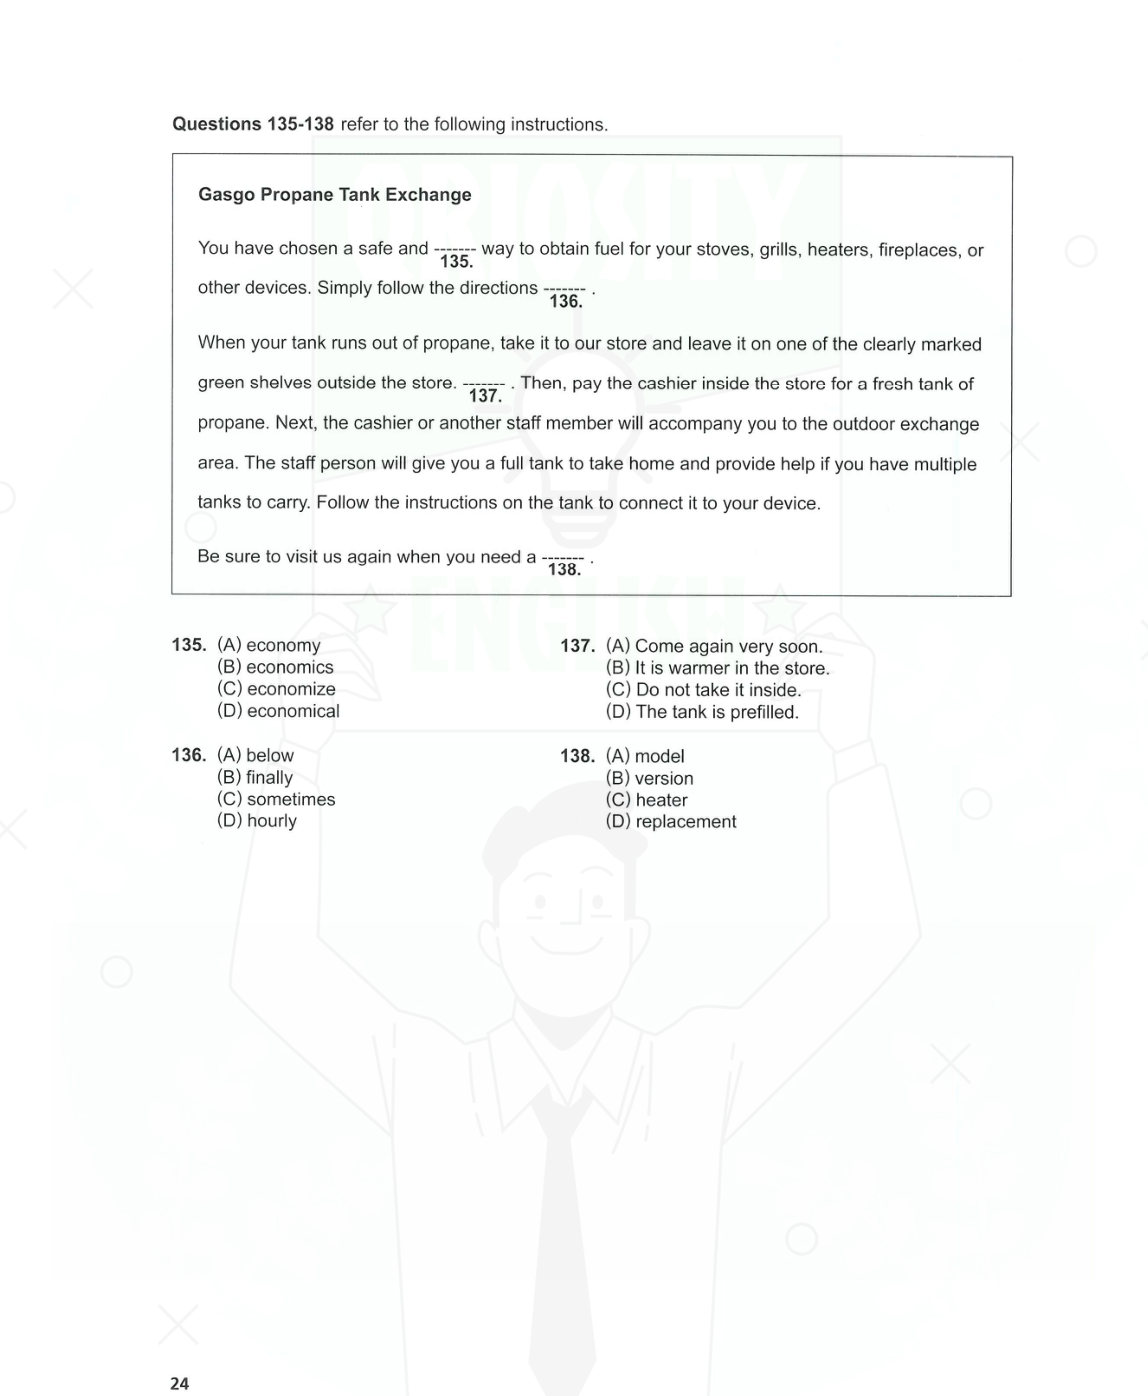 CURIOSITY
Questions 135-138 refer to the following instructions.
Gasgo Propane Tank Exchange
You have chosen a safe and ------- way to obtain fuel for your stoves, grills, heaters, fireplaces, or
135.
other devices. Simply follow the directions ------- .
136.
When your tank runs out of propane, take it to our store and leave it on one of the clearly marked
green shelves outside the store. ------- . Then, pay the cashier inside the store for a fresh tank of
137.
propane. Next, the cashier or another staff member will accompany you to the outdoor exchange
area. The staff person will give you a full tank to take home and provide help if you have multiple
tanks to carry. Follow the instructions on the tank to connect it to your device.
Be sure to visit us again when you need a ------- .
138.
ENGLISH
135. (A) economy
(B) economics
(C) economize
(D) economical
136. (A) below
(B) finally
(C) sometimes
(D) hourly
137. (A) Come again very soon.
(B) It is warmer in the store.
(C) Do not take it inside.
(D) The tank is prefilled.
138. (A) model
(B) version
(C) heater
(D) replacement
24